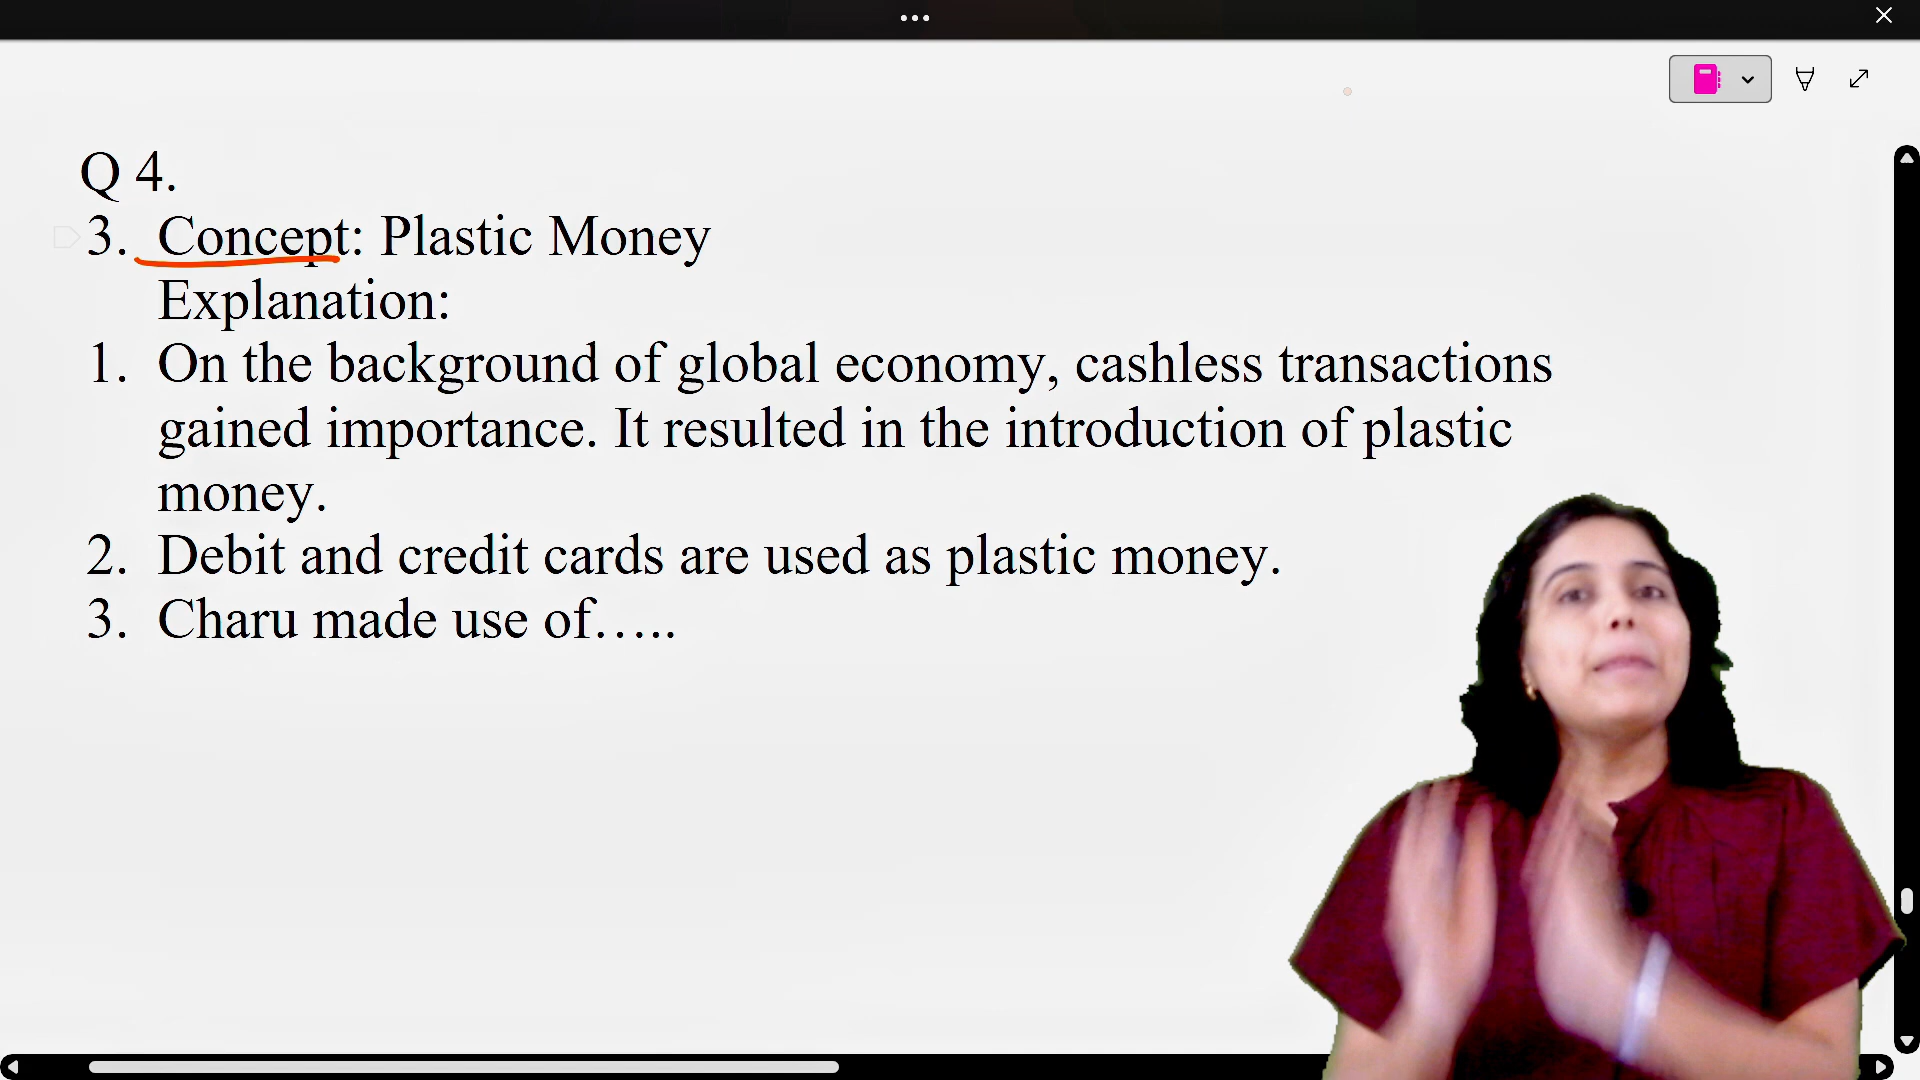 Q 4.
3. Concept: Plastic Money
Explanation:
1. On the background of global economy, cashless transactions
gained importance. It resulted in the introduction of plastic
money.
2. Debit and credit cards are used as plastic money.
3. Charu made use of.....